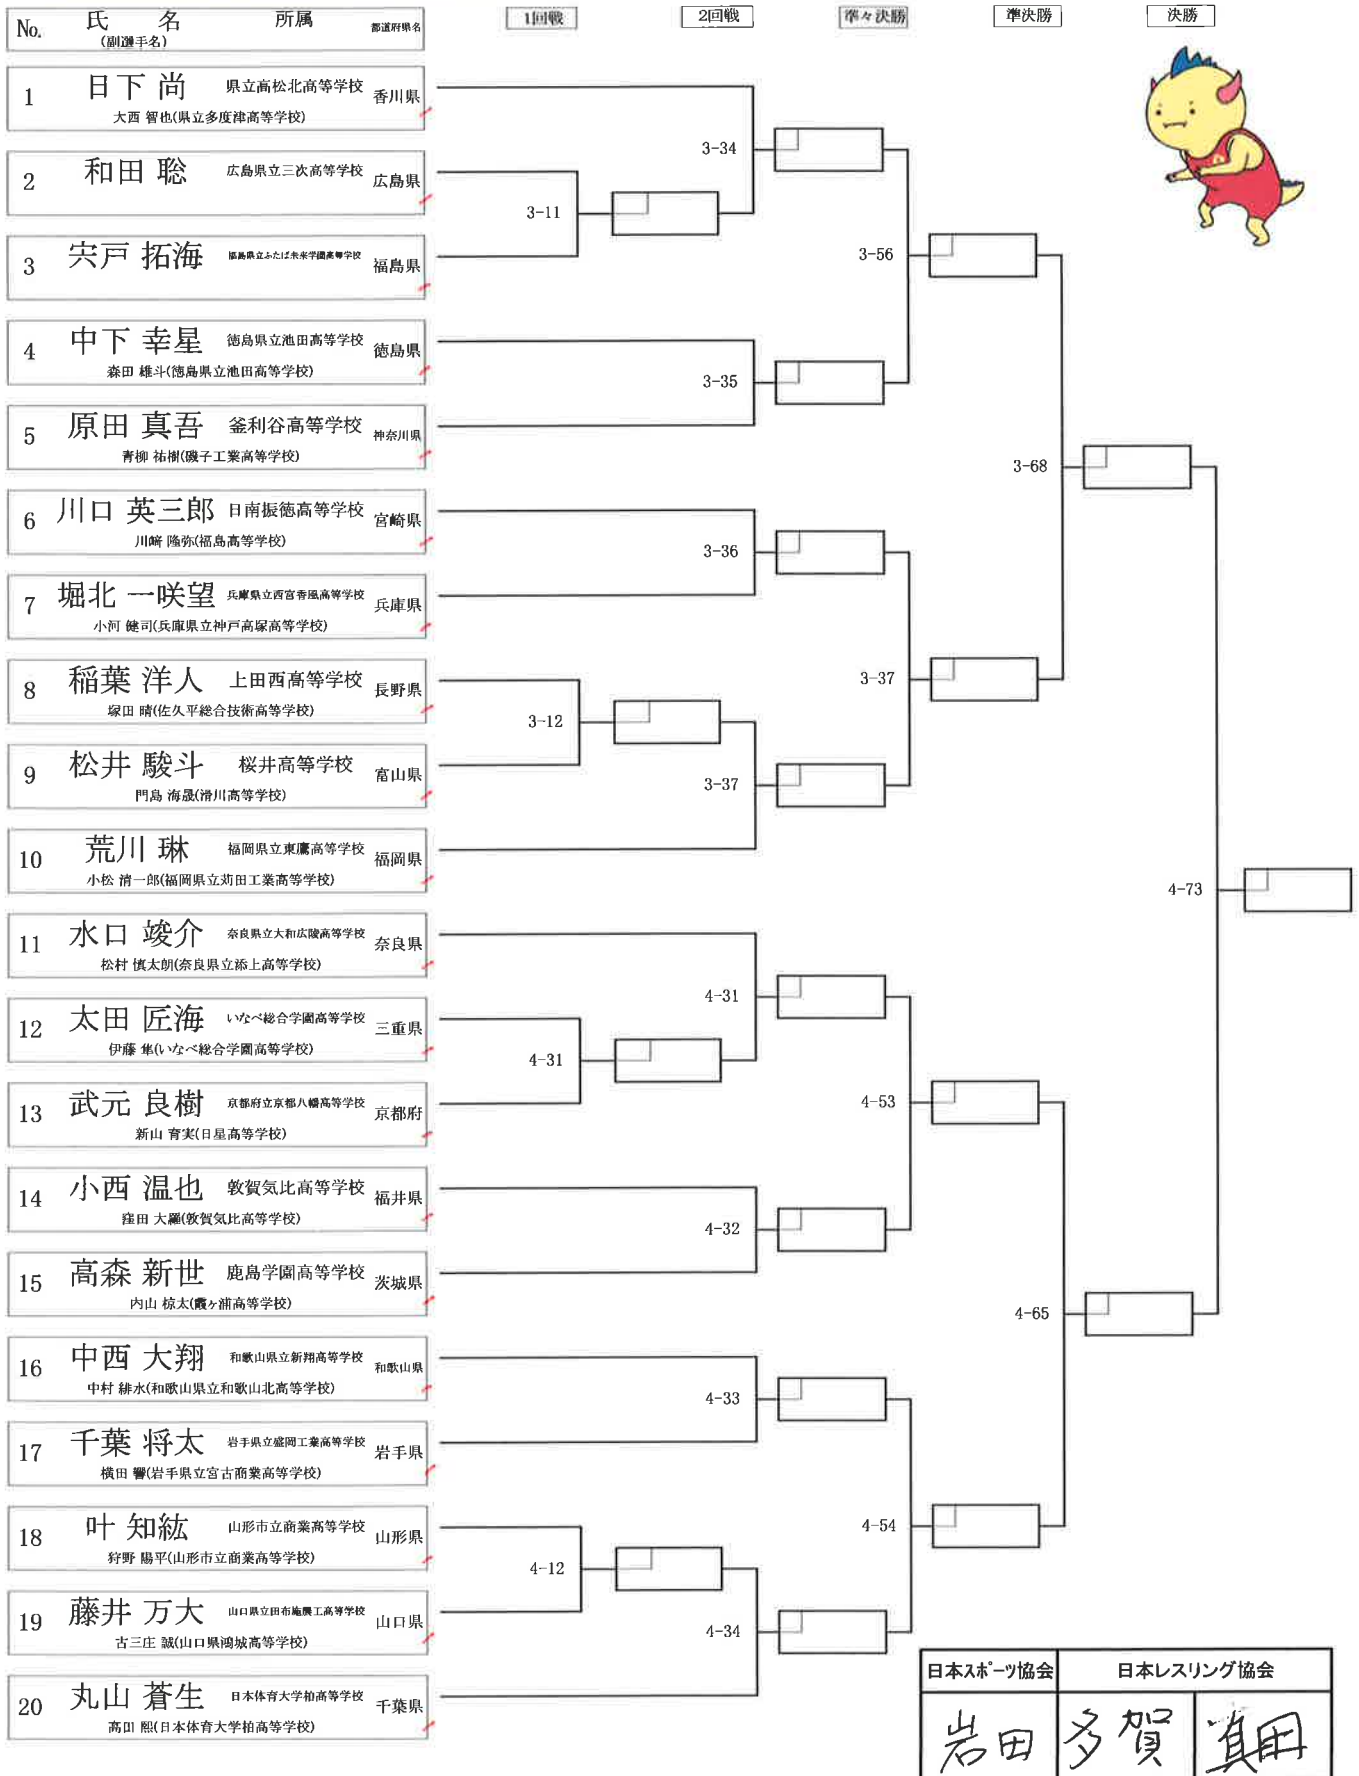 No. 氏 名 所属 都道府県名 1回戦 2回戦 準々決勝 準決勝 決勝
(副選手名)
1 日下 尚 県立高松北高等学校 香川県
大西 智也(県立多度津高等学校)
3-34
2 和田 聡 広島県立三次高等学校 広島県
3-11
3 宍戸 拓海 福島県立ふたば未来学園高等学校 福島県
3-56
4 中下 幸星 徳島県立池田高等学校 徳島県
森田 雄斗(徳島県立池田高等学校)
3-35
5 原田 真吾 釜利谷高等学校 神奈川県
青柳 祐樹(磯子工業高等学校)
3-68
6 川口 英三郎 日南振徳高等学校 宮崎県
川﨑 隆弥(福島高等学校)
3-36
7 堀北 一咲望 兵庫県立西宮香風高等学校 兵庫県
小河 健司(兵庫県立神戸高塚高等学校)
8 稲葉 洋人 上田西高等学校 長野県
塚田 晴(佐久平総合技術高等学校)
3-37
3-12
9 松井 駿斗 桜井高等学校 富山県
門島 海晟(滑川高等学校)
3-37
10 荒川 琳 福岡県立東鷹高等学校 福岡県
小松 清一郎(福岡県立苅田工業高等学校)
4-73
11 水口 竣介 奈良県立大和広陵高等学校 奈良県
松村 慎太朗(奈良県立添上高等学校)
4-31
12 太田 匠海 いなべ総合学園高等学校 三重県
伊藤 隼(いなべ総合学園高等学校)
4-31
13 武元 良樹 京都府立京都八幡高等学校 京都府
新山 育実(日星高等学校)
4-53
14 小西 温也 敦賀気比高等学校 福井県
窪田 大羅(敦賀気比高等学校)
4-32
15 高森 新世 鹿島学園高等学校 茨城県
内山 椋太(霞ヶ浦高等学校)
4-65
16 中西 大翔 和歌山県立新翔高等学校 和歌山県
中村 緋水(和歌山県立和歌山北高等学校)
4-33
17 千葉 将太 岩手県立盛岡工業高等学校 岩手県
横田 響(岩手県立宮古商業高等学校)
18 叶 知紘 山形市立商業高等学校 山形県
狩野 陽平(山形市立商業高等学校)
4-54
4-12
19 藤井 万大 山口県立田布施農工高等学校 山口県
古三庄 誠(山口県鴻城高等学校)
4-34
20 丸山 蒼生 日本体育大学柏高等学校 千葉県
高田 熙(日本体育大学柏高等学校)
日本スポーツ協会 日本レスリング協会
岩田 多賀 真田